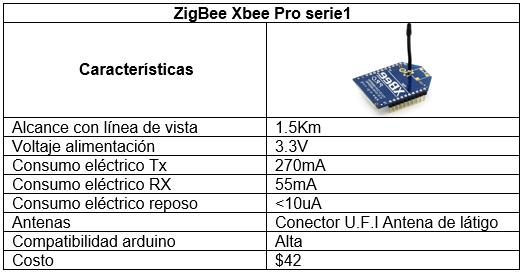 ZigBee Xbee Pro serie1
Características
XBee
Alcance con línea de vista 1.5Km
Voltaje alimentación 3.3V
Consumo eléctrico Tx 270mA
Consumo eléctrico RX 55mA
Consumo eléctrico reposo <10uA
Antenas Conector U.F.l Antena de látigo
Compatibilidad arduino Alta
Costo $42